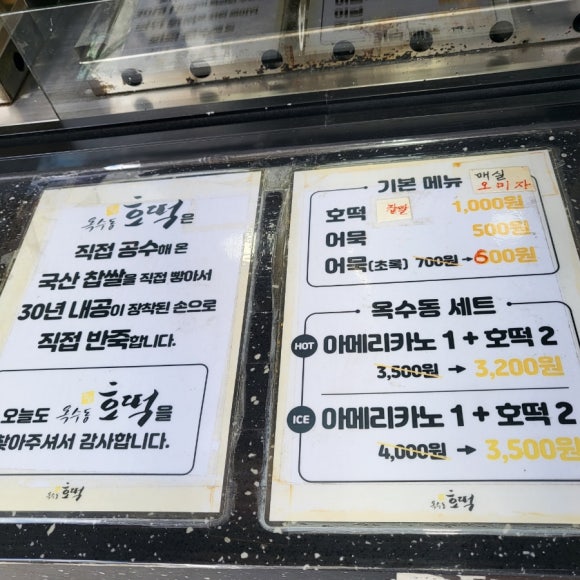 옥수동 호떡은
직접 공수해 온
국산 찹쌀을 직접 빻아서
30년 내공이 장착된 손으로
직접 반죽합니다.
오늘도 옥수동 호떡을
찾아주셔서 감사합니다.
옥수동 호떡
기본 메뉴 매실
오미자
호떡 찹쌀 1,000원
어묵 500원
어묵(초록) 700원 → 600원
옥수동 세트
HOT 아메리카노 1 + 호떡 2
3,500원 → 3,200원
ICE 아메리카노 1 + 호떡 2
4,000원 → 3,500원
옥수동 호떡